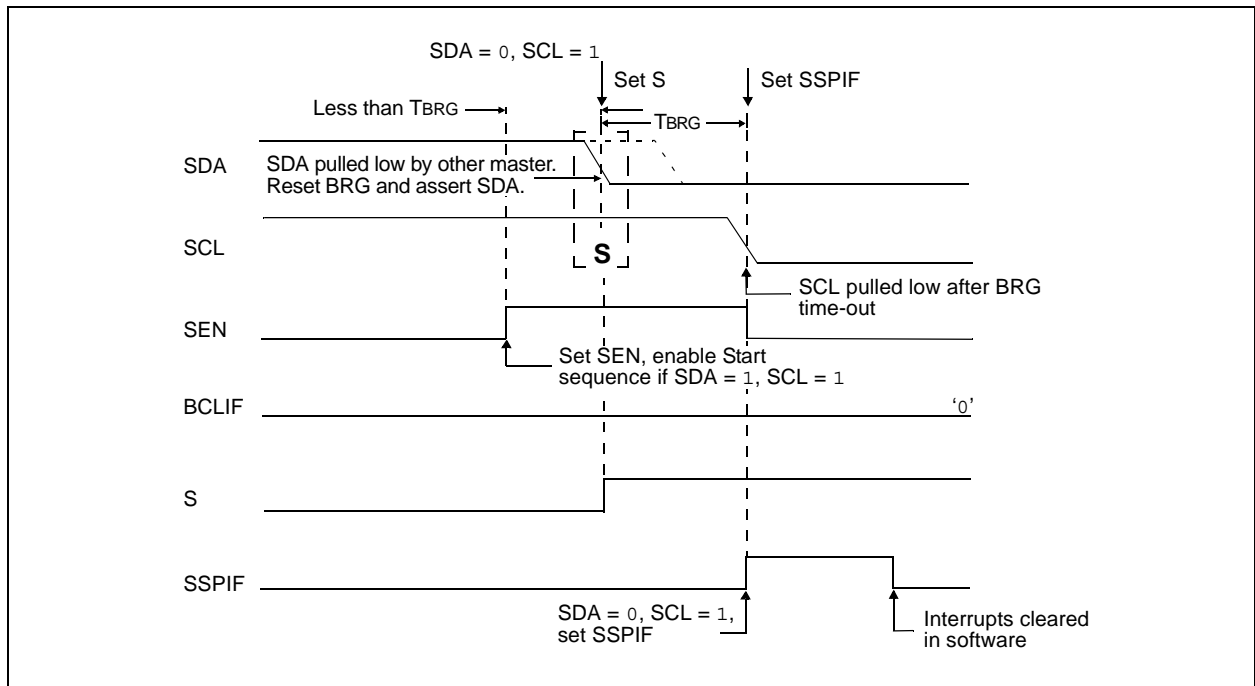 SDA = 0, SCL = 1
Set S
Set SSPIF
Less than TBRG
TBRG
SDA
SDA pulled low by other master.
Reset BRG and assert SDA.
SCL
S
SCL pulled low after BRG
time-out
SEN
Set SEN, enable Start
sequence if SDA = 1, SCL = 1
BCLIF
‘0’
S
SSPIF
SDA = 0, SCL = 1,
set SSPIF
Interrupts cleared
in software